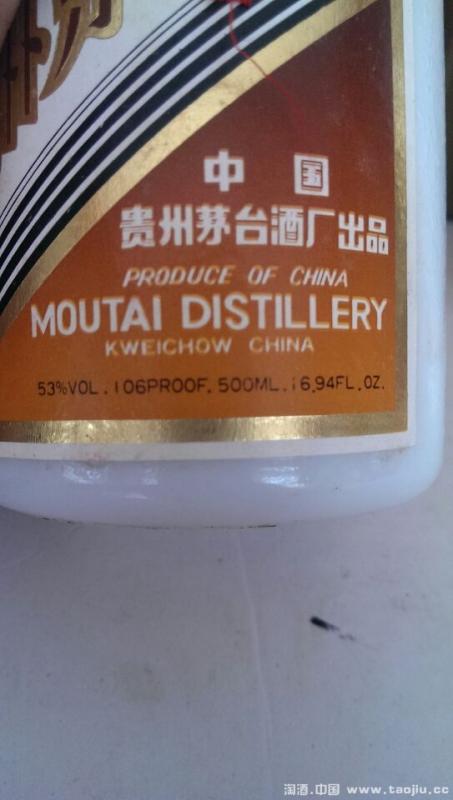 中 国
贵州茅台酒厂出品
PRODUCE OF CHINA
MOUTAI DISTILLERY
KWEICHOW CHINA
53%VOL. 106PROOF. 500ML. 16.94FL.OZ.
淘酒.中国 www.taojiu.cc